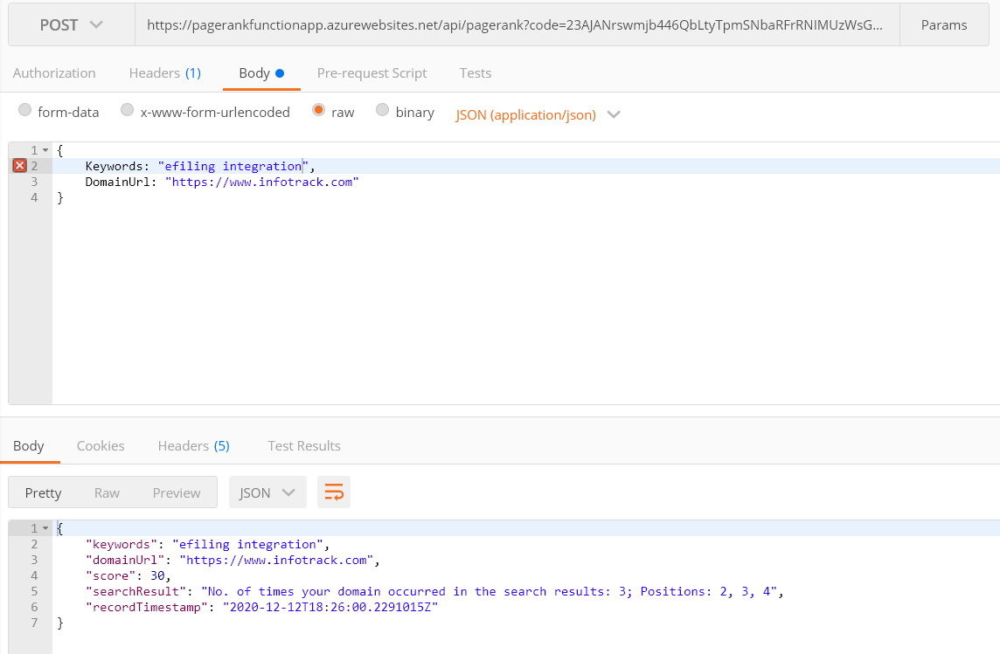 POST https://pagerankfunctionapp.azurewebsites.net/api/pagerank?code=23AJANrswmjb446QbLtyTpmSNbaRFrRNIMUzWsG... Params
Authorization Headers (1) Body Pre-request Script Tests
form-data x-www-form-urlencoded raw binary JSON (application/json)
1 {
2 Keywords: "efiling integration",
3 DomainUrl: "https://www.infotrack.com"
4 }
Body Cookies Headers (5) Test Results
Pretty Raw Preview JSON
1 {
2 "keywords": "efiling integration",
3 "domainUrl": "https://www.infotrack.com",
4 "score": 30,
5 "searchResult": "No. of times your domain occurred in the search results: 3; Positions: 2, 3, 4",
6 "recordTimestamp": "2020-12-12T18:26:00.2291015Z"
7 }